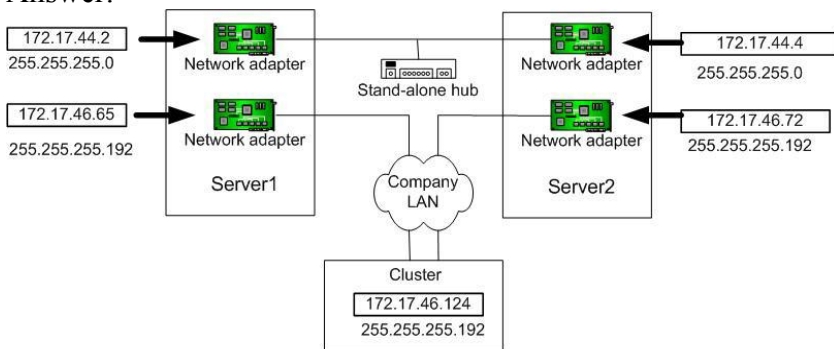 Answer:
172.17.44.2
255.255.255.0
Network adapter
172.17.46.65
255.255.255.192
Network adapter
Server1
Stand-alone hub
Network adapter
172.17.44.4
255.255.255.0
Network adapter
172.17.46.72
255.255.255.192
Server2
Company
LAN
Cluster
172.17.46.124
255.255.255.192